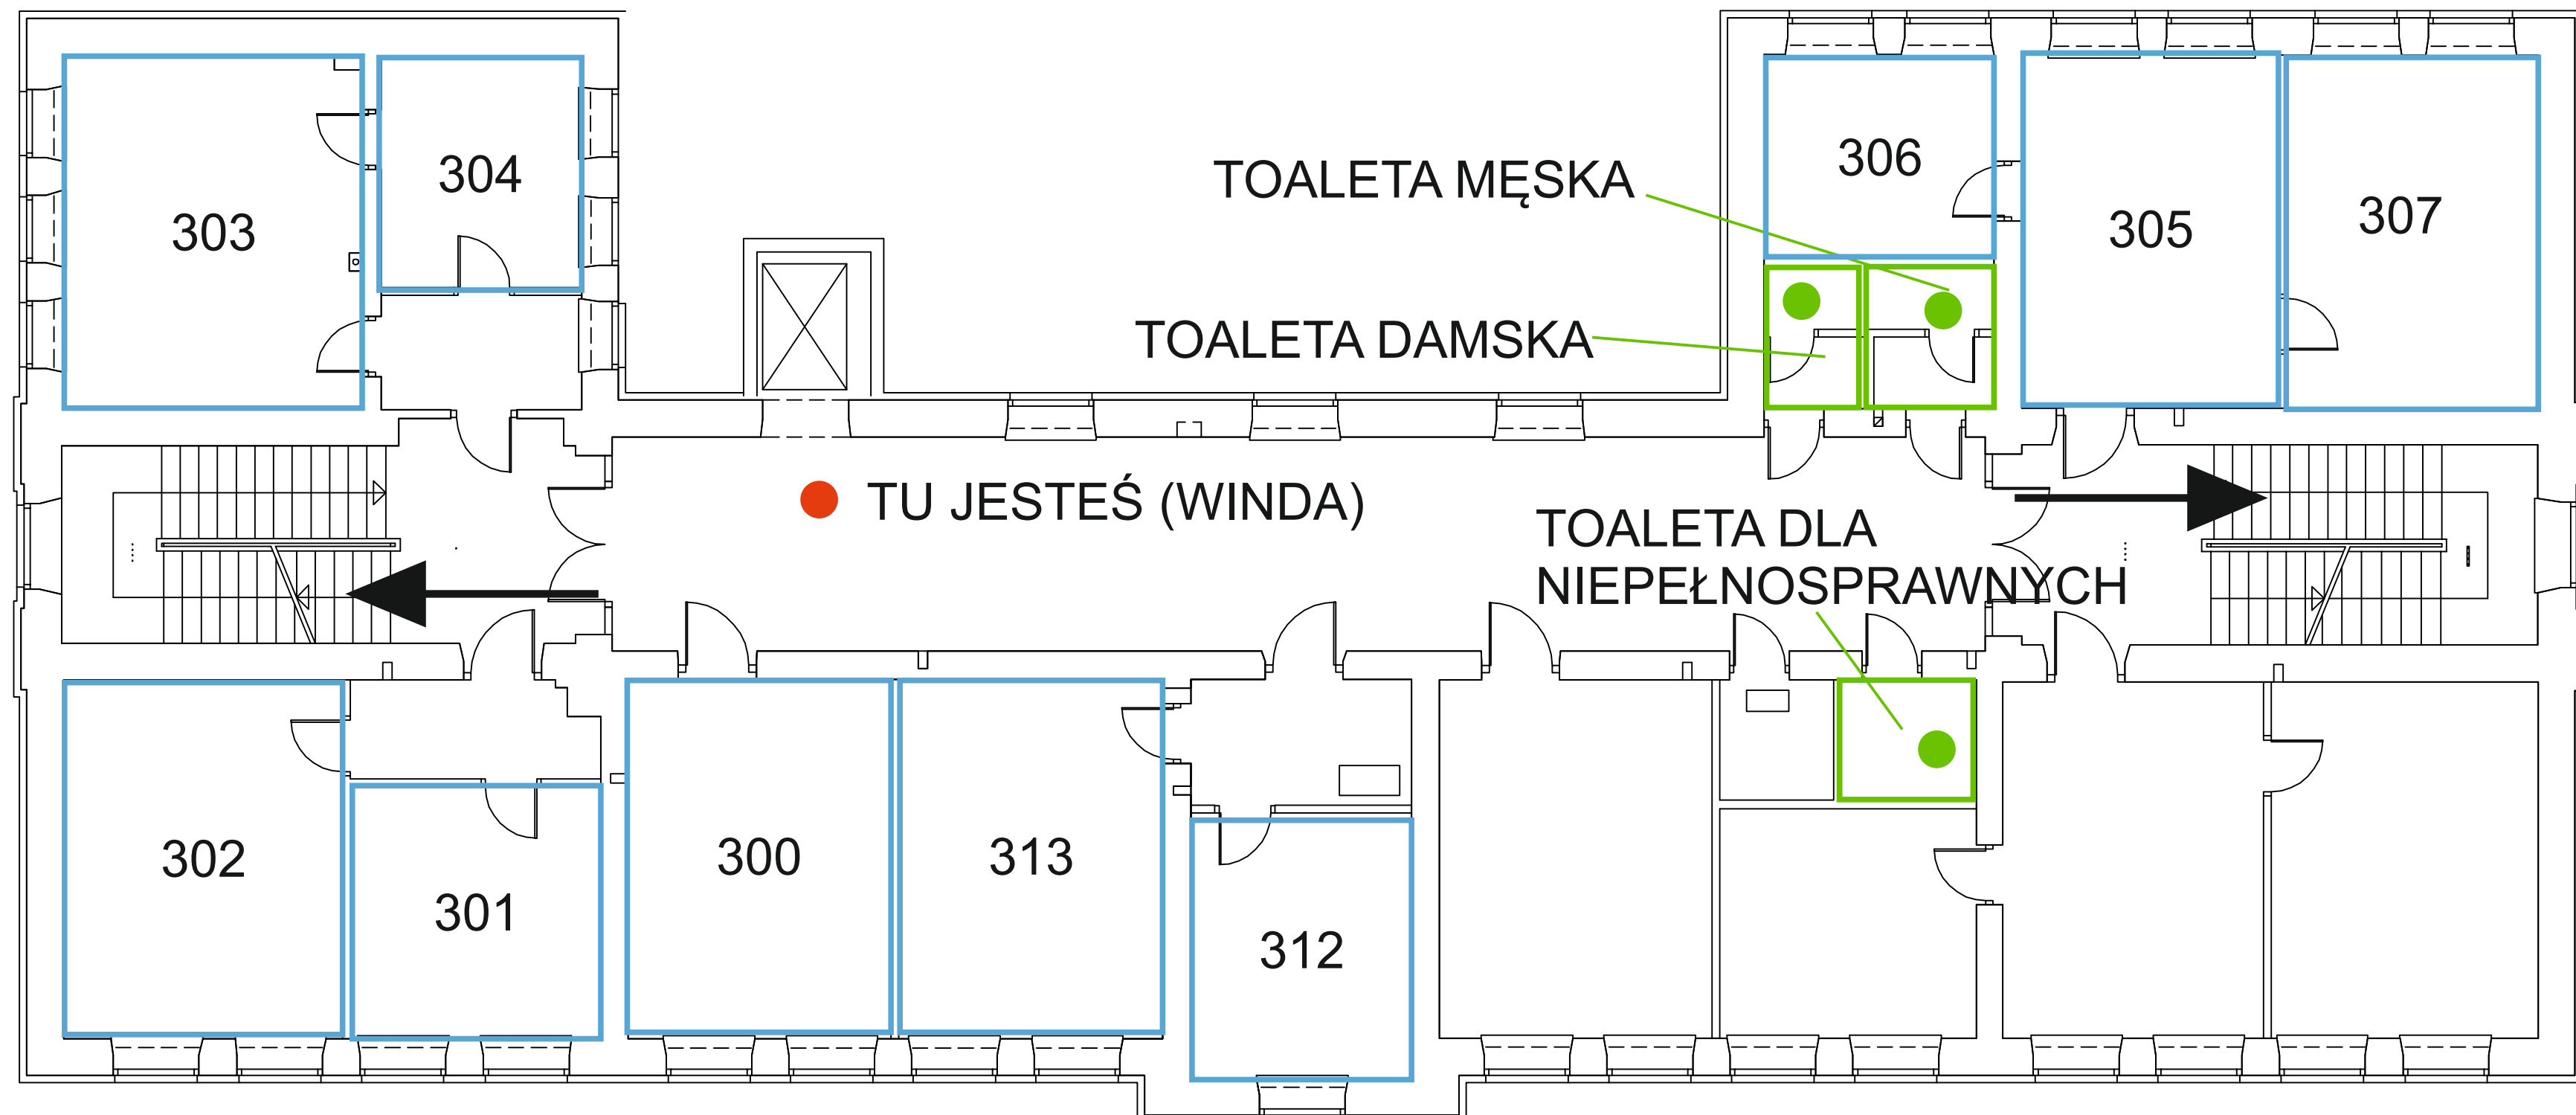 304
306
TOALETA MĘSKA
303
305
307
TOALETA DAMSKA
TU JESTEŚ (WINDA)
TOALETA DLA
NIEPEŁNOSPRAWNYCH
302
301
300
313
312